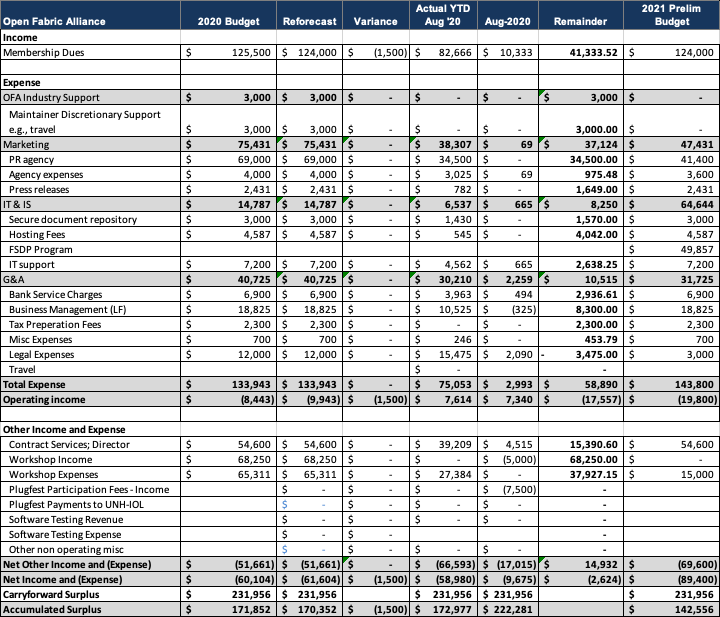 Open Fabric Alliance 2020 Budget Reforecast Variance Actual YTD Aug '20 Aug-2020 Remainder 2021 Prelim Budget
Income
Membership Dues $ 125,500 $ 124,000 $ (1,500) $ 82,666 $ 10,333 41,333.52 $ 124,000
Expense
OFA Industry Support $ 3,000 $ 3,000 $ - $ - $ - $ 3,000 $ -
Maintainer Discretionary Support
e.g., travel $ 3,000 $ 3,000 $ - $ - $ - 3,000.00 $ -
Marketing $ 75,431 $ 75,431 $ - $ 38,307 $ 69 $ 37,124 $ 47,431
PR agency $ 69,000 $ 69,000 $ - $ 34,500 $ - 34,500.00 $ 41,400
Agency expenses $ 4,000 $ 4,000 $ - $ 3,025 $ 69 975.48 $ 3,600
Press releases $ 2,431 $ 2,431 $ - $ 782 $ - 1,649.00 $ 2,431
IT & IS $ 14,787 $ 14,787 $ - $ 6,537 $ 665 $ 8,250 $ 64,644
Secure document repository $ 3,000 $ 3,000 $ - $ 1,430 $ - 1,570.00 $ 3,000
Hosting Fees $ 4,587 $ 4,587 $ - $ 545 $ - 4,042.00 $ 4,587
FSDP Program $ 49,857
IT support $ 7,200 $ 7,200 $ - $ 4,562 $ 665 2,638.25 $ 7,200
G&A $ 40,725 $ 40,725 $ - $ 30,210 $ 2,259 $ 10,515 $ 31,725
Bank Service Charges $ 6,900 $ 6,900 $ - $ 3,963 $ 494 2,936.61 $ 6,900
Business Management (LF) $ 18,825 $ 18,825 $ - $ 10,525 $ (325) 8,300.00 $ 18,825
Tax Preperation Fees $ 2,300 $ 2,300 $ - $ - $ - 2,300.00 $ 2,300
Misc Expenses $ 700 $ 700 $ - $ 246 $ - 453.79 $ 700
Legal Expenses $ 12,000 $ 12,000 $ - $ 15,475 $ 2,090 - 3,475.00 $ 3,000
Travel $ - -
Total Expense $ 133,943 $ 133,943 $ - $ 75,053 $ 2,993 $ 58,890 $ 143,800
Operating income $ (8,443) $ (9,943) $ (1,500) $ 7,614 $ 7,340 $ (17,557) $ (19,800)
Other Income and Expense
Contract Services; Director $ 54,600 $ 54,600 $ - $ 39,209 $ 4,515 15,390.60 $ 54,600
Workshop Income $ 68,250 $ 68,250 $ - $ - $ (5,000) 68,250.00 $ -
Workshop Expenses $ 65,311 $ 65,311 $ - $ 27,384 $ - 37,927.15 $ 15,000
Plugfest Participation Fees - Income $ - $ - $ - $ (7,500) -
Plugfest Payments to UNH-IOL $ - $ - $ - $ - -
Software Testing Revenue $ - $ - $ - $ - -
Software Testing Expense $ - $ - -
Other non operating misc $ - $ - $ - $ - -
Net Other Income and (Expense) $ (51,661) $ (51,661) $ - $ (66,593) $ (17,015) $ 14,932 $ (69,600)
Net Income and (Expense) $ (60,104) $ (61,604) $ (1,500) $ (58,980) $ (9,675) $ (2,624) $ (89,400)
Carryforward Surplus $ 231,956 $ 231,956 $ 231,956 $ 231,956 $ 231,956
Accumulated Surplus $ 171,852 $ 170,352 $ (1,500) $ 172,977 $ 222,281 $ 142,556